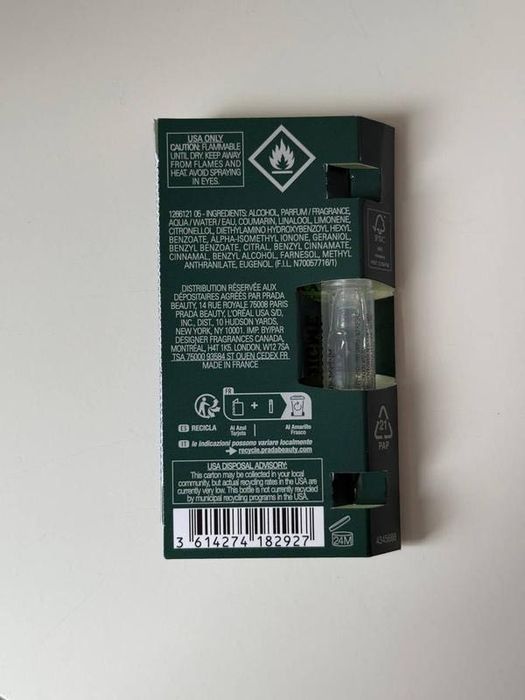 USA ONLY
CAUTION: FLAMMABLE
UNTIL DRY. KEEP AWAY
FROM FLAMES AND
HEAT. AVOID SPRAYING
IN EYES.
1266121 05 - INGREDIENTS: ALCOHOL, PARFUM / FRAGRANCE,
AQUA / WATER / EAU, COUMARIN, LINALOOL, LIMONENE,
CITRONELLOL, DIETHYLAMINO HYDROXYBENZOYL HEXYL
BENZOATE, ALPHA-ISOMETHYL IONONE, GERANIOL,
BENZYL BENZOATE, CITRAL, BENZYL CINNAMATE,
CINNAMAL, BENZYL ALCOHOL, FARNESOL, METHYL
ANTHRANILATE, EUGENOL. (F.I.L. N70057716/1)
DISTRIBUTION RÉSERVÉE AUX
DÉPOSITAIRES AGRÉÉS PAR PRADA
BEAUTY, 14 RUE ROYALE 75008 PARIS
PRADA BEAUTY, L'ORÉAL USA S/D,
INC., DIST., 10 HUDSON YARDS,
NEW YORK, NY 10001. IMP. BY/PAR
DESIGNER FRAGRANCES CANADA,
MONTRÉAL, H4T 1K5. LONDON, W12 7SA
TSA 75000 93584 ST OUEN CEDEX FR
MADE IN FRANCE
FSC
FR
+
ES RECICLA
Al Azul
Tarjeta
Al Amarillo
Frasco
IT le indicazioni possono variare localmente
recycle.pradabeauty.com
21
PAP
USA DISPOSAL ADVISORY:
This carton may be collected in your local
community, but actual recycling rates in the USA are
currently very low. This bottle is not currently recycled
by municipal recycling programs in the USA.
3 614274 182927
24M